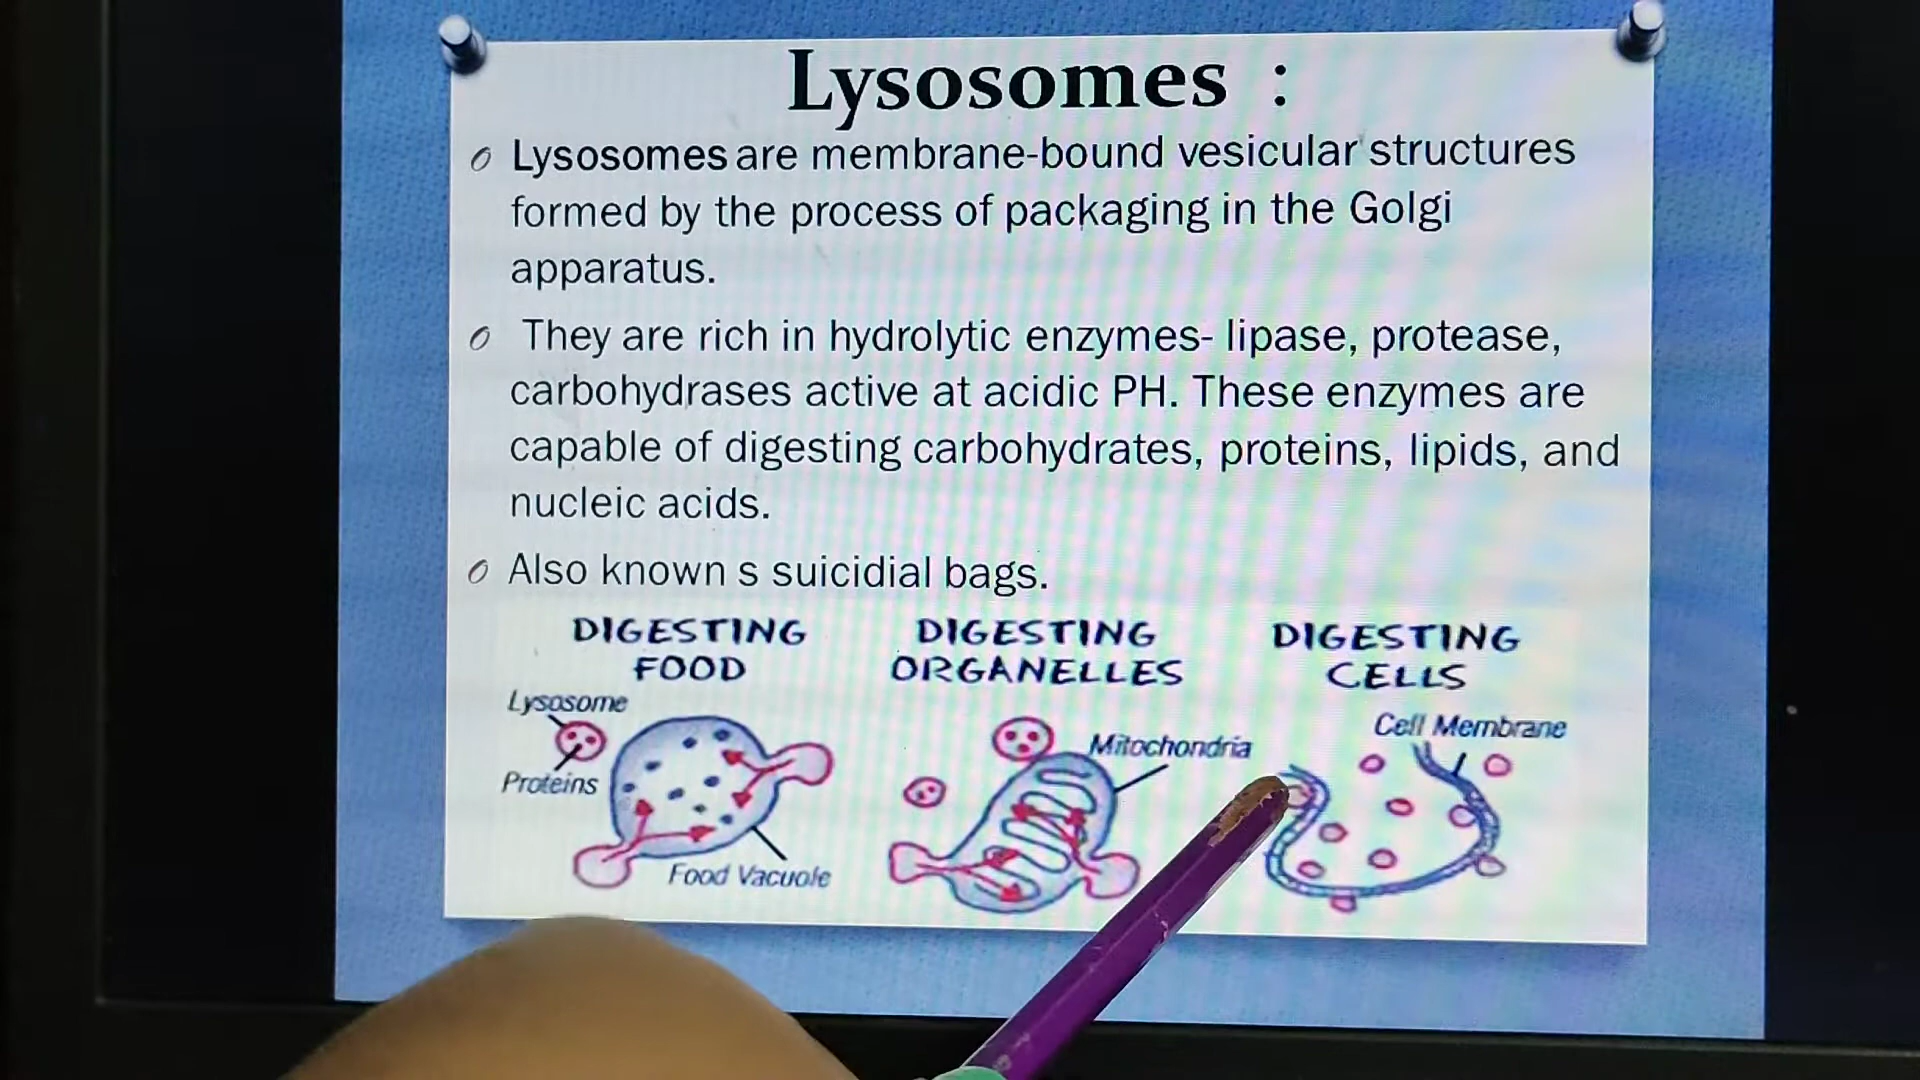 Lysosomes :
Lysosomes are membrane-bound vesicular structures
formed by the process of packaging in the Golgi
apparatus.
They are rich in hydrolytic enzymes- lipase, protease,
carbohydrases active at acidic PH. These enzymes are
capable of digesting carbohydrates, proteins, lipids, and
nucleic acids.
Also known s suicidial bags.
DIGESTING
FOOD
Lysosome
Proteins
Food Vacuole
DIGESTING
ORGANELLES
Mitochondria
DIGESTING
CELLS
Cell Membrane